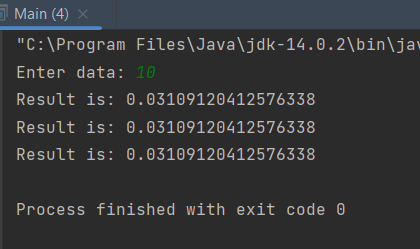 Main (4) ×
"C:\Program Files\Java\jdk-14.0.2\bin\jav
Enter data: 10
Result is: 0.03109120412576338
Result is: 0.03109120412576338
Result is: 0.03109120412576338
Process finished with exit code 0